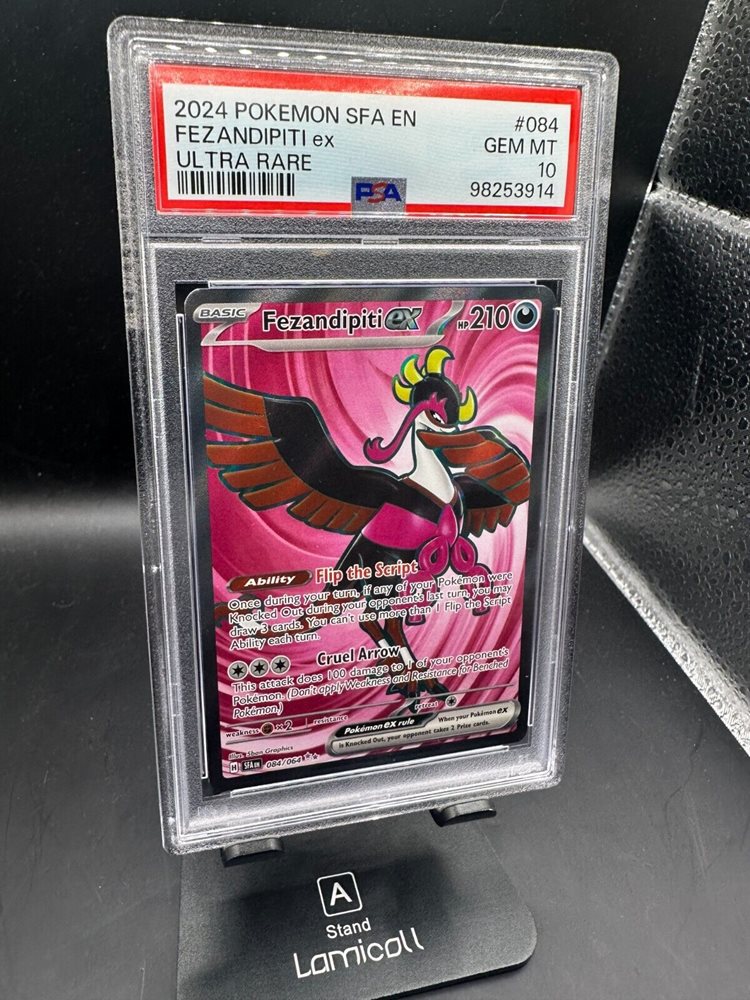 2024 POKEMON SFA EN #084
FEZANDIPITI ex GEM MT
ULTRA RARE 10
PSA 98253914
BASIC Fezandipiti ex HP 210
Ability Flip the Script
Once during your turn, if any of your Pokémon were
Knocked Out during your opponent's last turn, you may
draw 3 cards. You can't use more than 1 Flip the Script
Ability each turn.
Cruel Arrow
This attack does 100 damage to 1 of your opponent's
Pokémon. (Don't apply Weakness and Resistance for Benched
Pokémon.)
weakness ×2 resistance retreat
Pokémon ex rule When your Pokémon ex
is Knocked Out, your opponent takes 2 Prize cards.
Illus. 5ban Graphics
H SFA EN 084/064
A
Stand
Lamicall